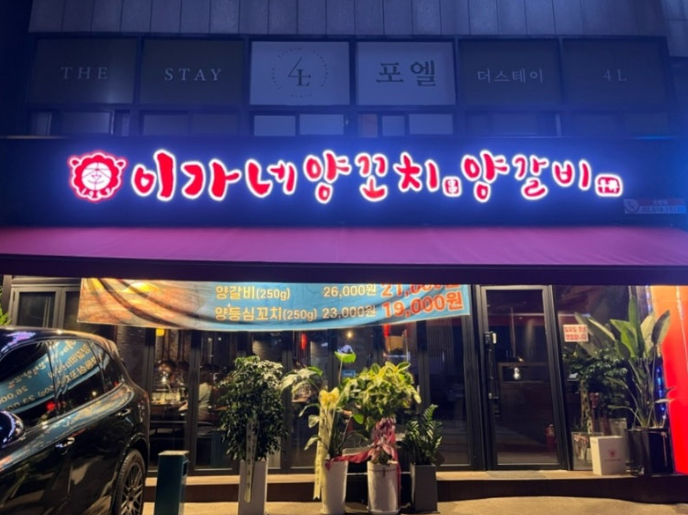 THE STAY 4L 포엘 더스테이 4L
이가네양꼬치 양갈비
양갈비(250g) 26,000원 21,000원
양등심꼬치(250g) 23,000원 19,000원